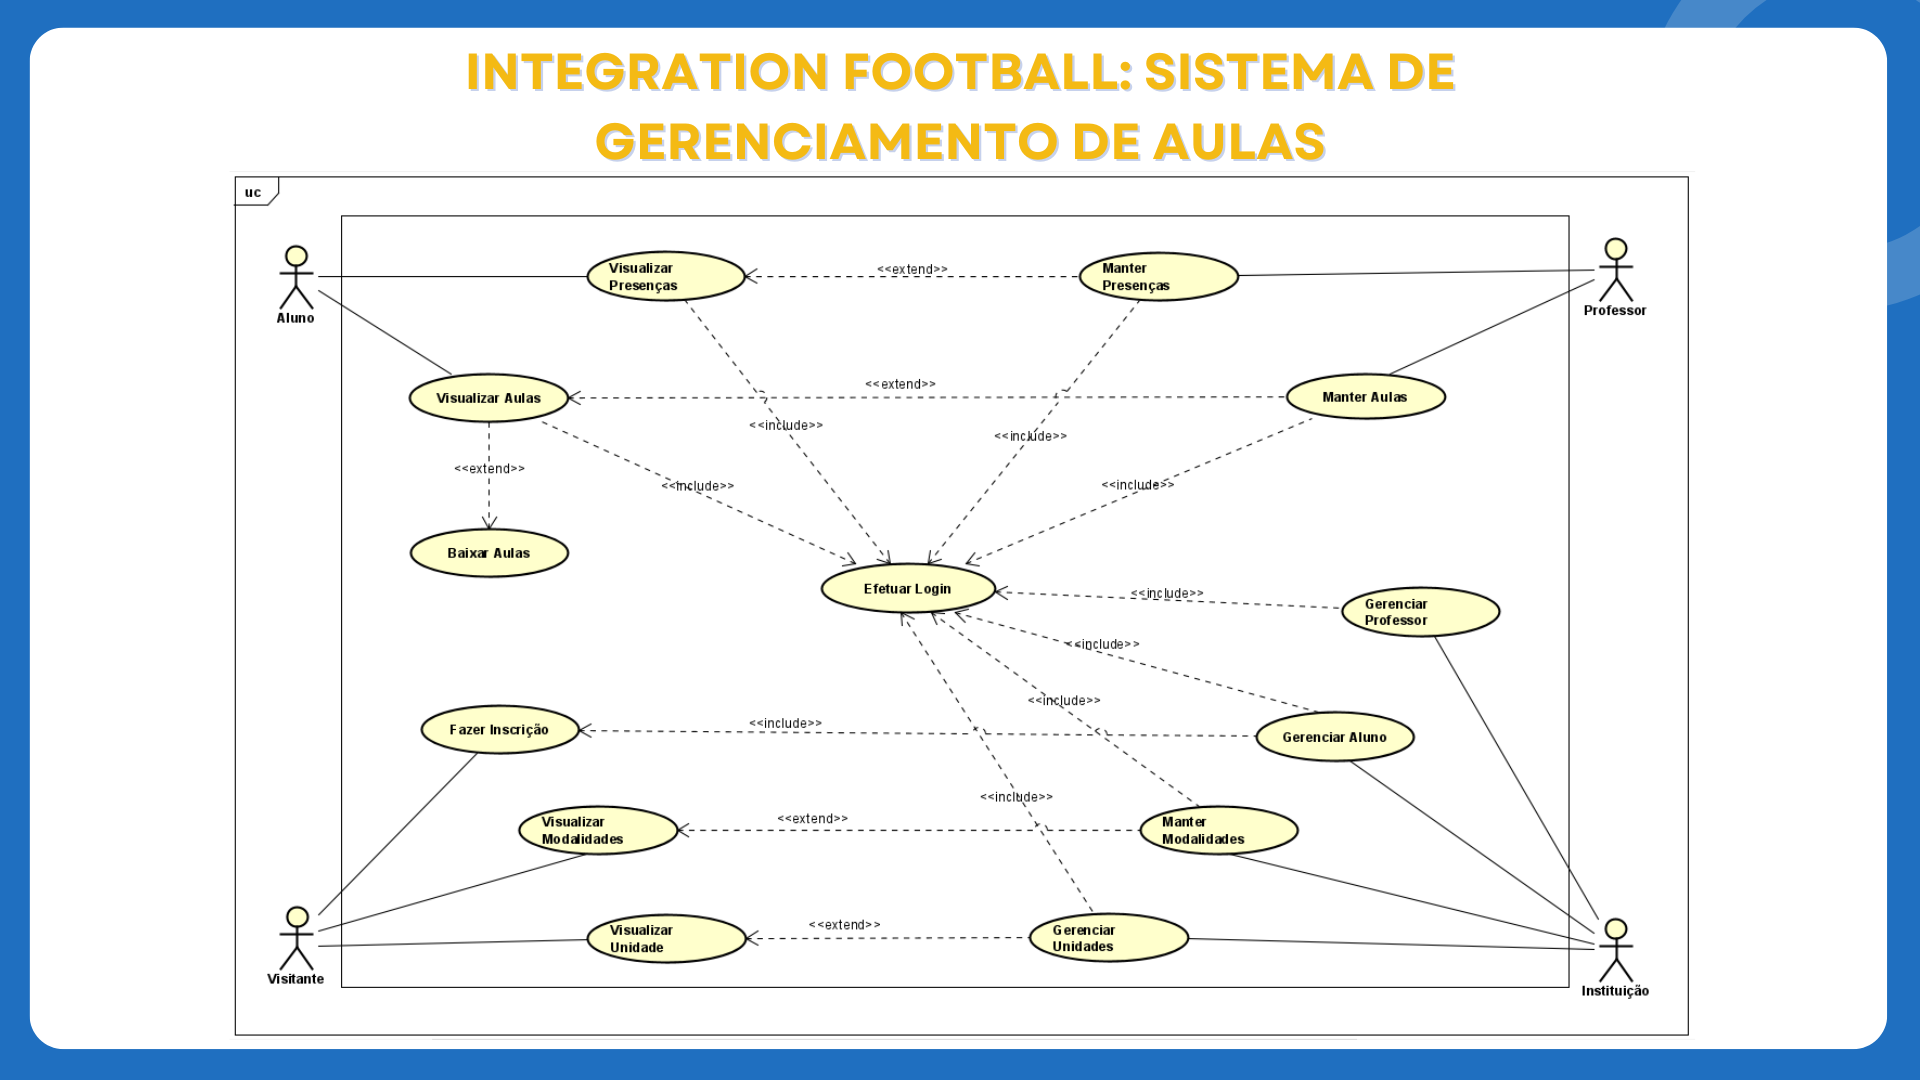 INTEGRATION FOOTBALL: SISTEMA DE
GERENCIAMENTO DE AULAS
uc
Aluno
Visualizar
Presenças
<<extend>>
Manter
Presenças
Professor
Visualizar Aulas
<<extend>>
Manter Aulas
<<include>>
<<include>>
<<extend>>
<<include>>
<<include>>
Baixar Aulas
Efetuar Login
<<include>>
Gerenciar
Professor
<<include>>
<<include>>
Fazer Inscrição
<<include>>
Gerenciar Aluno
<<include>>
Visualizar
Modalidades
<<extend>>
Manter
Modalidades
Visitante
Visualizar
Unidade
<<extend>>
Gerenciar
Unidades
Instituição